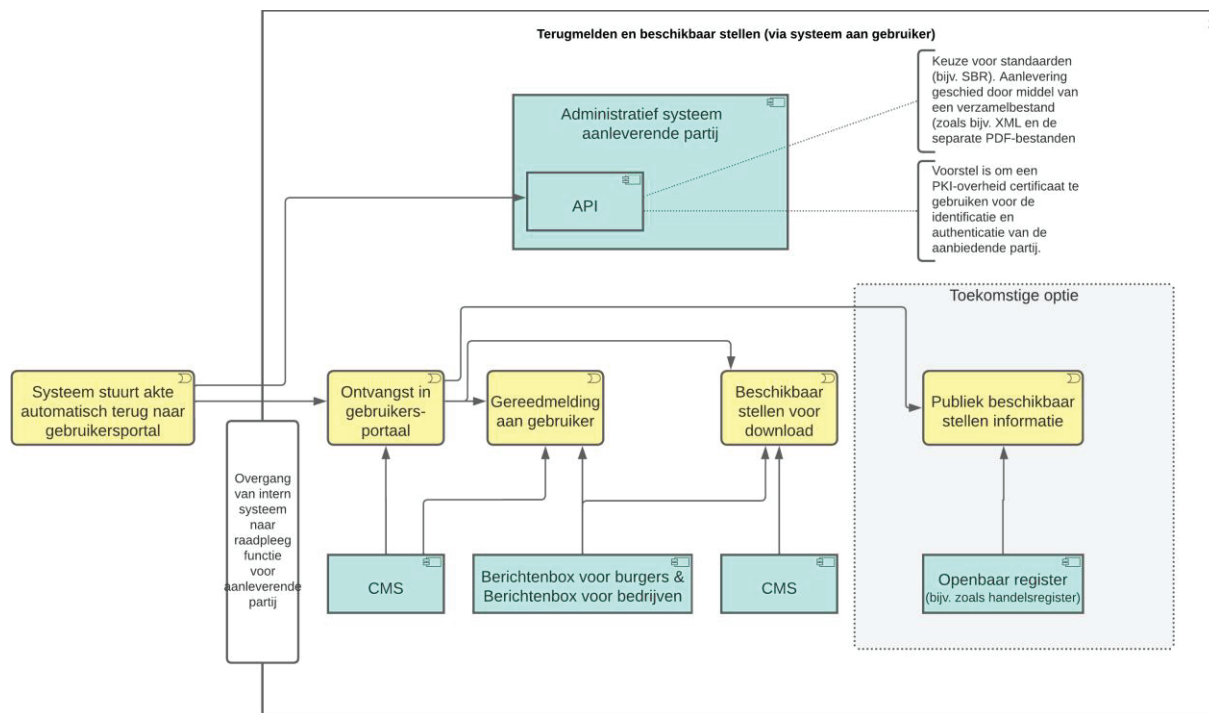 Terugmelden en beschikbaar stellen (via systeem aan gebruiker)
Keuze voor standaarden
(bijv. SBR). Aanlevering
geschied door middel van
een verzamelbestand
(zoals bijv. XML en de
separate PDF-bestanden
Administratief systeem
aanleverende partij
API
Voorstel is om een
PKI-overheid certificaat te
gebruiken voor de
identificatie en
authenticatie van de
aanbiedende partij.
Toekomstige optie
Systeem stuurt akte
automatisch terug naar
gebruikersportal
Ontvangst in
gebruikers-
portaal
Gereedmelding
aan gebruiker
Beschikbaar
stellen voor
download
Publiek beschikbaar
stellen informatie
Overgang
van intern
systeem
naar
raadpleeg
functie
voor
aanleverende
partij
CMS
Berichtenbox voor burgers &
Berichtenbox voor bedrijven
CMS
Openbaar register
(bijv. zoals handelsregister)